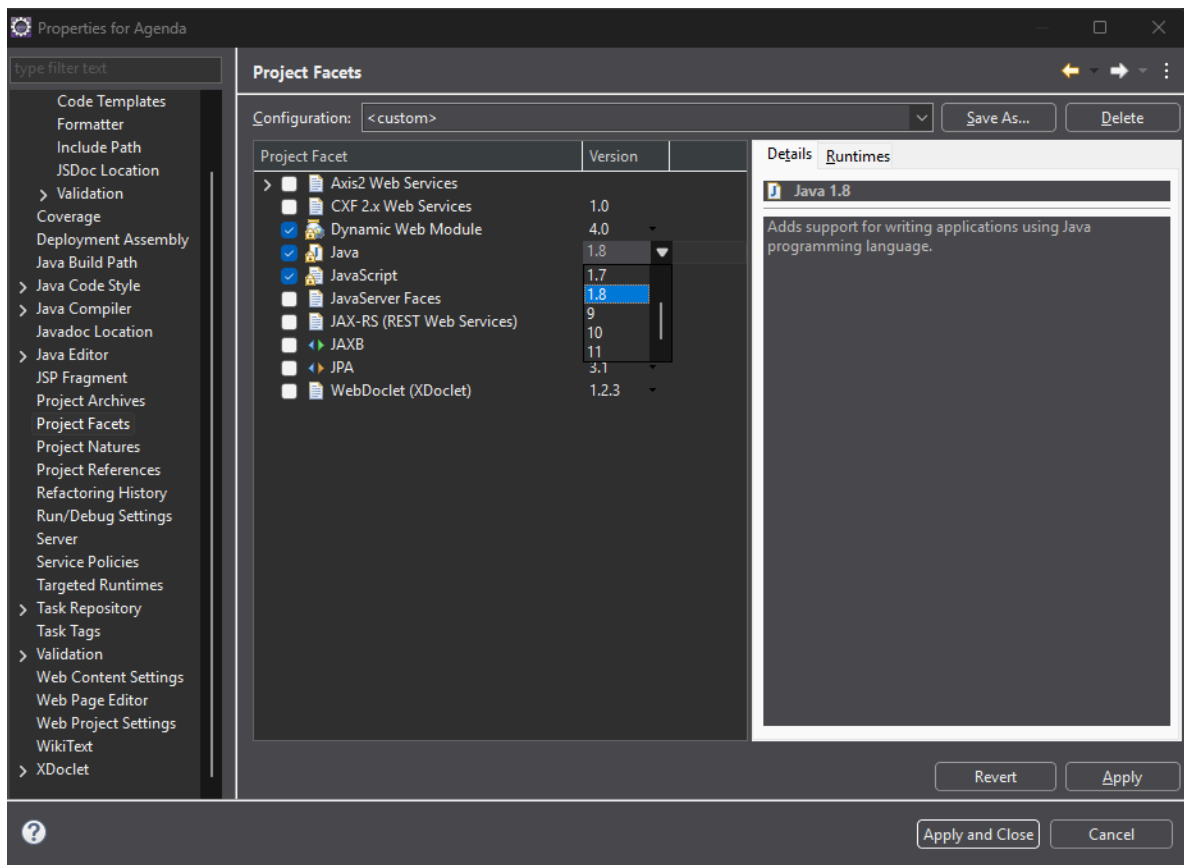 Properties for Agenda
type filter text
Code Templates
Formatter
Include Path
JSDoc Location
Validation
Coverage
Deployment Assembly
Java Build Path
Java Code Style
Java Compiler
Javadoc Location
Java Editor
JSP Fragment
Project Archives
Project Facets
Project Natures
Project References
Refactoring History
Run/Debug Settings
Server
Service Policies
Targeted Runtimes
Task Repository
Task Tags
Validation
Web Content Settings
Web Page Editor
Web Project Settings
WikiText
XDoclet
Project Facets
Configuration: <custom> Save As... Delete
Project Facet Version
Axis2 Web Services
CXF 2.x Web Services 1.0
Dynamic Web Module 4.0
Java 1.8
JavaScript 1.7
JavaServer Faces 1.8
9
JAX-RS (REST Web Services)
10
JAXB
11
JPA 3.1
WebDoclet (XDoclet) 1.2.3
Details Runtimes
Java 1.8
Adds support for writing applications using Java
programming language.
Revert Apply
? Apply and Close Cancel